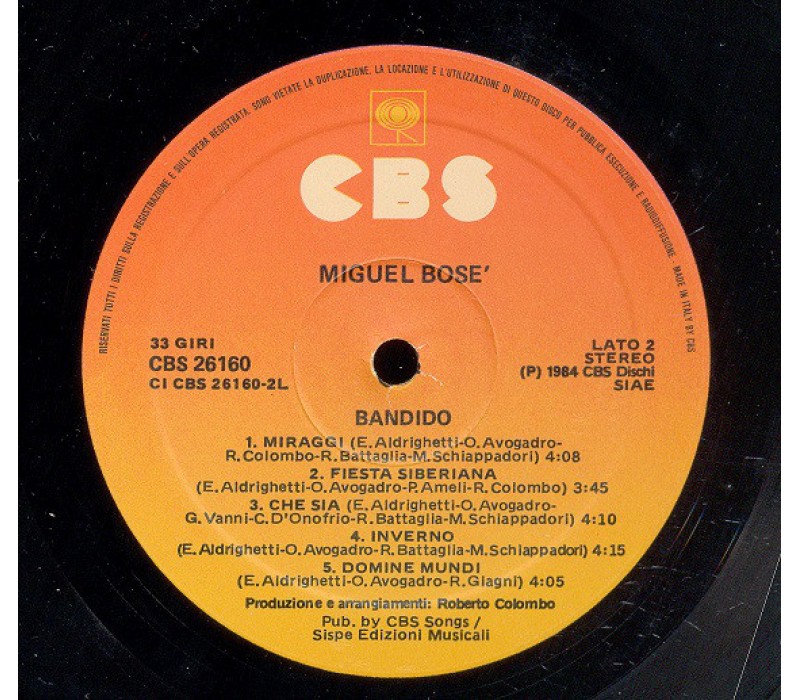 RISERVATI TUTTI I DIRITTI SULLA REGISTRAZIONE E SULL'OPERA REGISTRATA. SONO VIETATE LA DUPLICAZIONE, LA LOCAZIONE E L'UTILIZZAZIONE DI QUESTO DISCO PER PUBBLICA ESECUZIONE E RADIODIFFUSIONE - MADE IN ITALY BY CBS
CBS
MIGUEL BOSE'
33 GIRI
CBS 26160
CI CBS 26160-2L
LATO 2
STEREO
(P) 1984 CBS Dischi
SIAE
BANDIDO
1. MIRAGGI (E. Aldrighetti-O. Avogadro-
R. Colombo-R. Battaglia-M. Schiappadori) 4:08
2. FIESTA SIBERIANA
(E. Aldrighetti-O. Avogadro-P. Ameli-R. Colombo) 3:45
3. CHE SIA (E. Aldrighetti-O. Avogadro-
G. Vanni-C. D'Onofrio-R. Battaglia-M. Schiappadori) 4:10
4. INVERNO
(E. Aldrighetti-O. Avogadro-R. Battaglia-M. Schiappadori) 4:15
5. DOMINE MUNDI
(E. Aldrighetti-O. Avogadro-R. Giagni) 4:05
Produzione e arrangiamenti: Roberto Colombo
Pub. by CBS Songs /
Sispe Edizioni Musicali